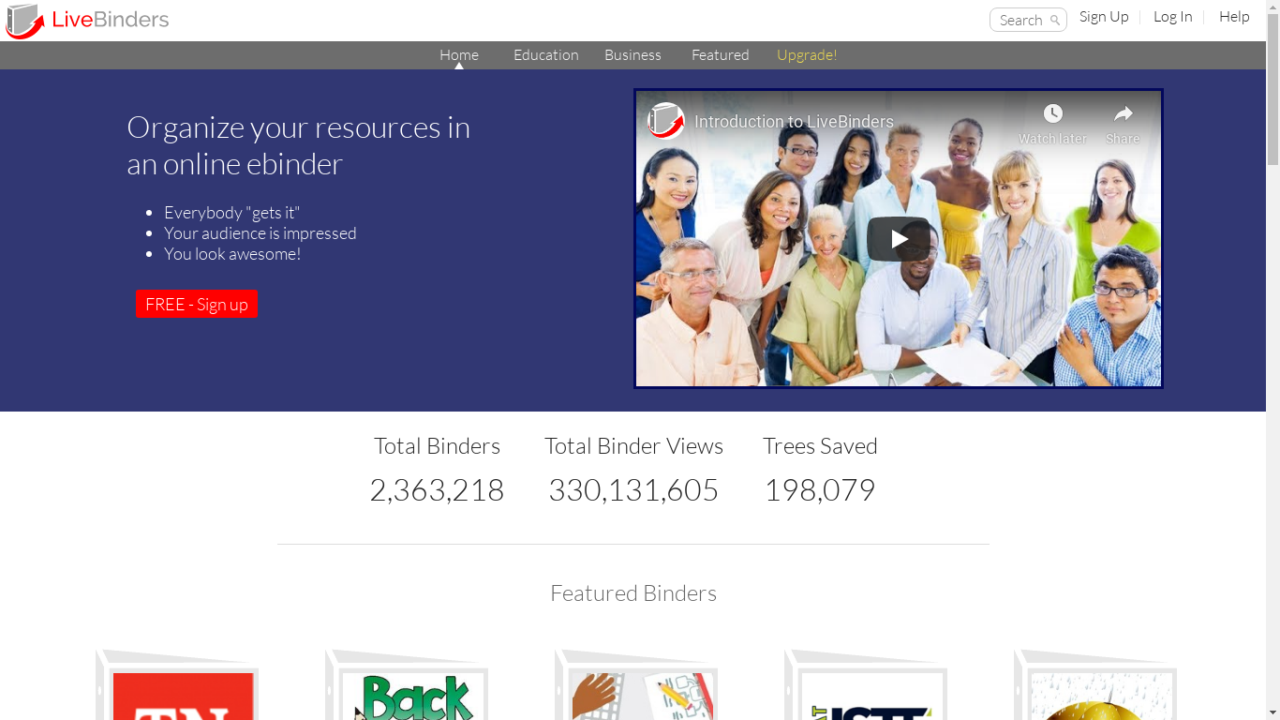 LiveBinders
Search
Sign Up
Log In
Help
Home
Education
Business
Featured
Upgrade!
Organize your resources in
an online ebinder
Everybody "gets it"
Your audience is impressed
You look awesome!
FREE - Sign up
Introduction to LiveBinders
Watch later
Share
Total Binders
Total Binder Views
Trees Saved
2,363,218
330,131,605
198,079
Featured Binders
TN
Back